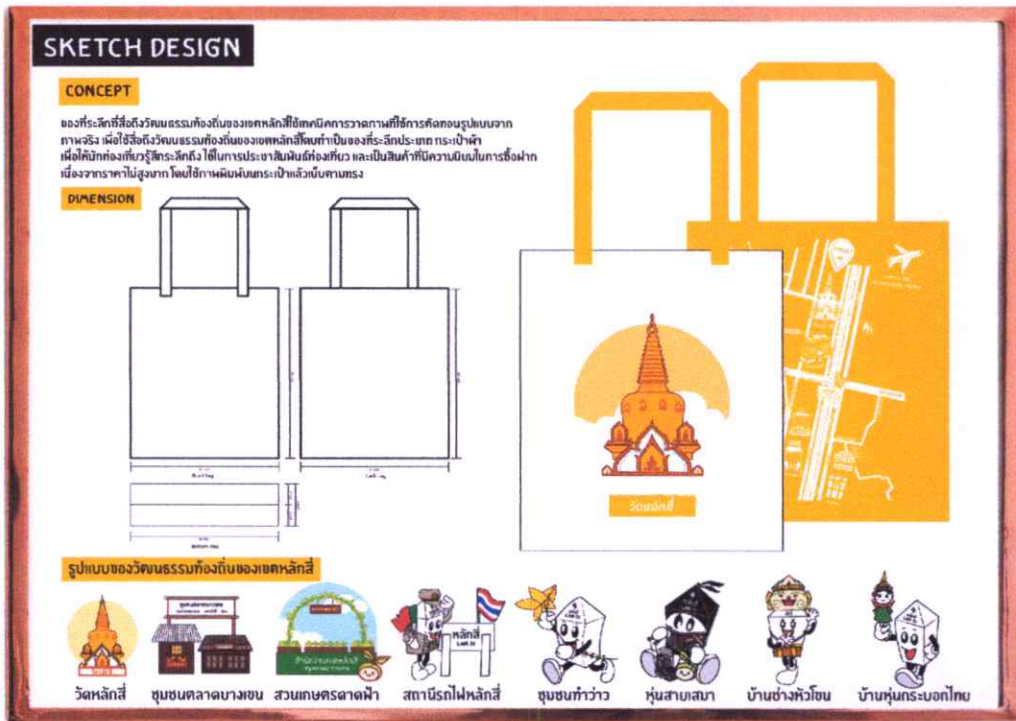 SKETCH DESIGN
CONCEPT
ของที่ระลึกที่สื่อถึงวัฒนธรรมท้องถิ่นของเขตหลักสี่ใช้เทคนิคการวาดภาพที่ใช้การตัดทอนรูปแบบจาก
ภาพจริง เพื่อใช้สื่อถึงวัฒนธรรมท้องถิ่นของเขตหลักสี่โดยทำเป็นของที่ระลึกประเภท กระเป๋าผ้า
เพื่อให้นักท่องเที่ยวรู้สึกระลึกถึง ใช้ในการประชาสัมพันธ์ท่องเที่ยว และเป็นสินค้าที่มีความนิยมในการซื้อฝาก
เนื่องจากราคาไม่สูงมาก โดยใช้ภาพพิมพ์บนกระเป๋าแล้วเย็บตามทรง
DIMENSION
วัดหลักสี่
รูปแบบของวัฒนธรรมท้องถิ่นของเขตหลักสี่
หลักสี่
LAK SI
วัดหลักสี่
ชุมชนตลาดบางเขน
สวนเกษตรดาดฟ้า
สถานีรถไฟหลักสี่
ชุมชนทำว่าว
หุ่นสายเสมา
บ้านช่างหัวโขน
บ้านหุ่นกระบอกไทย